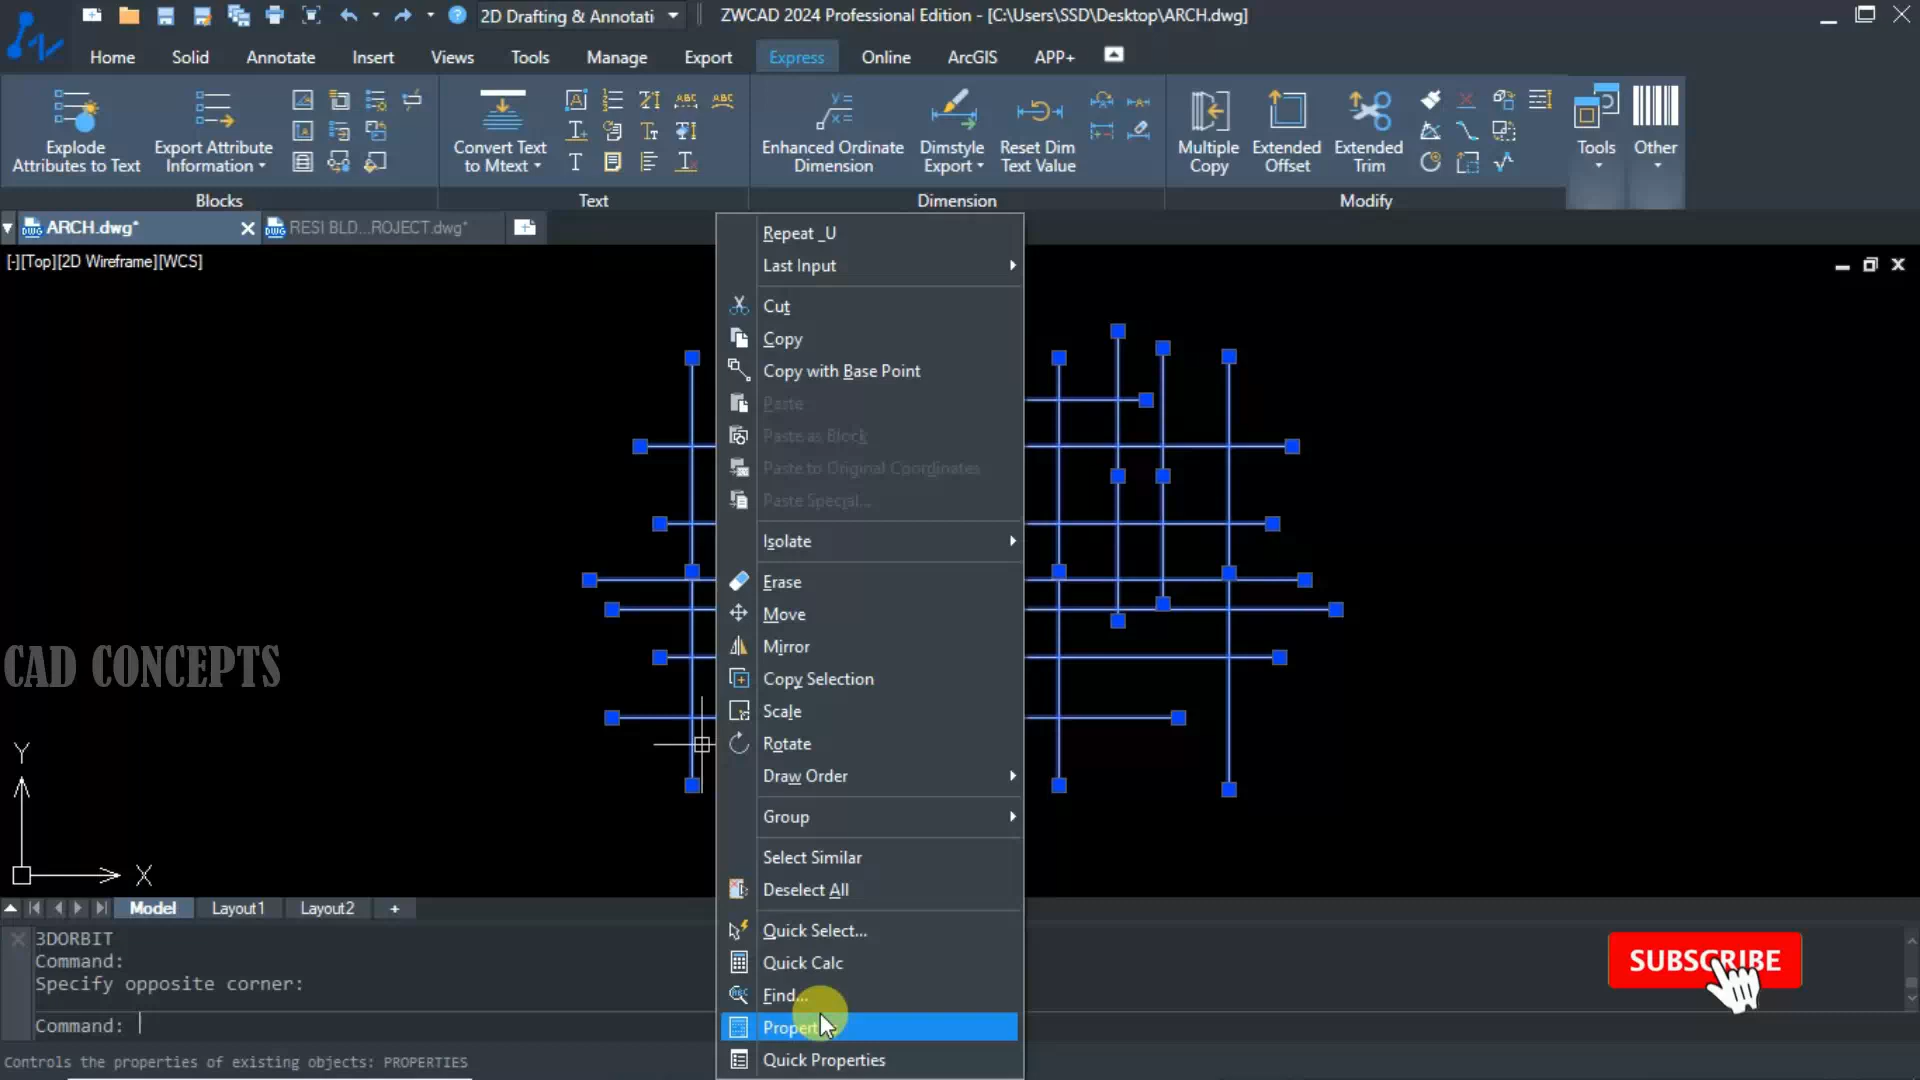 2D Drafting & Annotati
ZWCAD 2024 Professional Edition - [C:\Users\SSD\Desktop\ARCH.dwg]
Home Solid Annotate Insert Views Tools Manage Export Express Online ArcGIS APP+
Explode
Attributes to Text
Export Attribute
Information
Convert Text
to Mtext
Enhanced Ordinate
Dimension
Dimstyle
Export
Reset Dim
Text Value
Multiple
Copy
Extended
Offset
Extended
Trim
Tools
Other
Blocks Text Dimension Modify
ARCH.dwg*
RESI BLD...ROJECT.dwg*
[-][Top][2D Wireframe][WCS]
Repeat _U
Last Input
Cut
Copy
Copy with Base Point
Paste
Paste as Block
Paste to Original Coordinates
Paste Special...
Isolate
Erase
Move
Mirror
Copy Selection
Scale
Rotate
Draw Order
Group
Select Similar
Deselect All
Quick Select...
Quick Calc
Find...
Propert
Quick Properties
CAD CONCEPTS
Y
X
Model Layout1 Layout2 +
3DORBIT
Command:
Specify opposite corner:
Command:
Controls the properties of existing objects: PROPERTIES
SUBSCRIBE